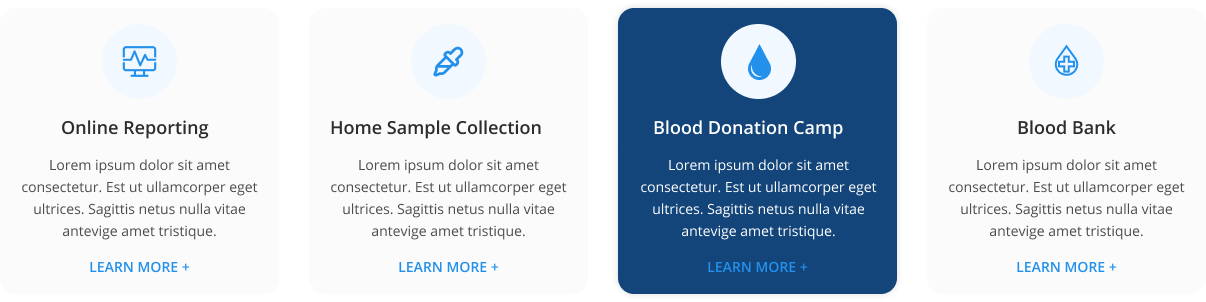 Online Reporting
Lorem ipsum dolor sit amet
consectetur. Est ut ullamcorper eget
ultrices. Sagittis netus nulla vitae
antevige amet tristique.
LEARN MORE +
Home Sample Collection
Lorem ipsum dolor sit amet
consectetur. Est ut ullamcorper eget
ultrices. Sagittis netus nulla vitae
antevige amet tristique.
LEARN MORE +
Blood Donation Camp
Lorem ipsum dolor sit amet
consectetur. Est ut ullamcorper eget
ultrices. Sagittis netus nulla vitae
antevige amet tristique.
LEARN MORE +
Blood Bank
Lorem ipsum dolor sit amet
consectetur. Est ut ullamcorper eget
ultrices. Sagittis netus nulla vitae
antevige amet tristique.
LEARN MORE +